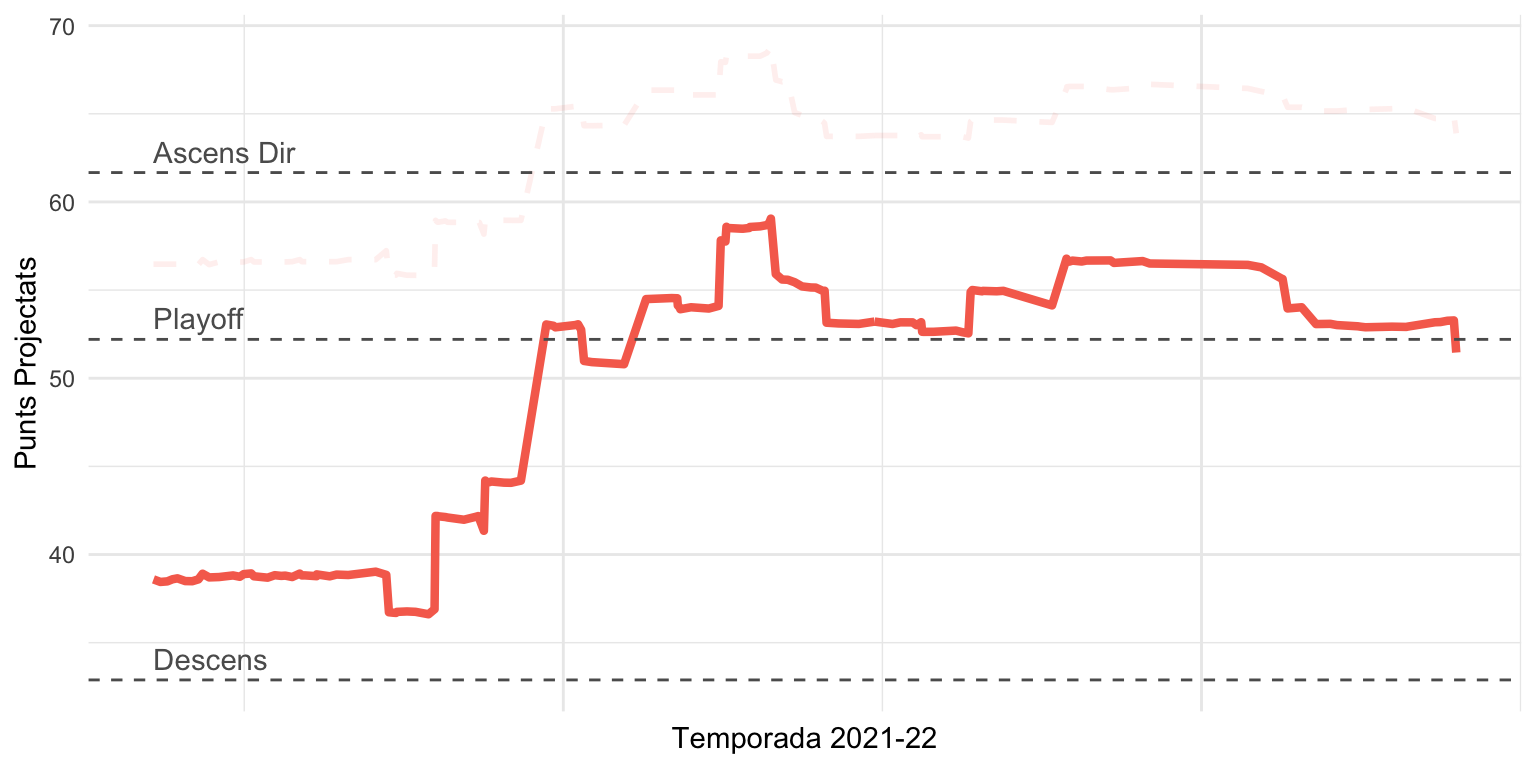 70
60
50
40
Punts Projectats
Ascens Dir
Playoff
Descens
Temporada 2021-22